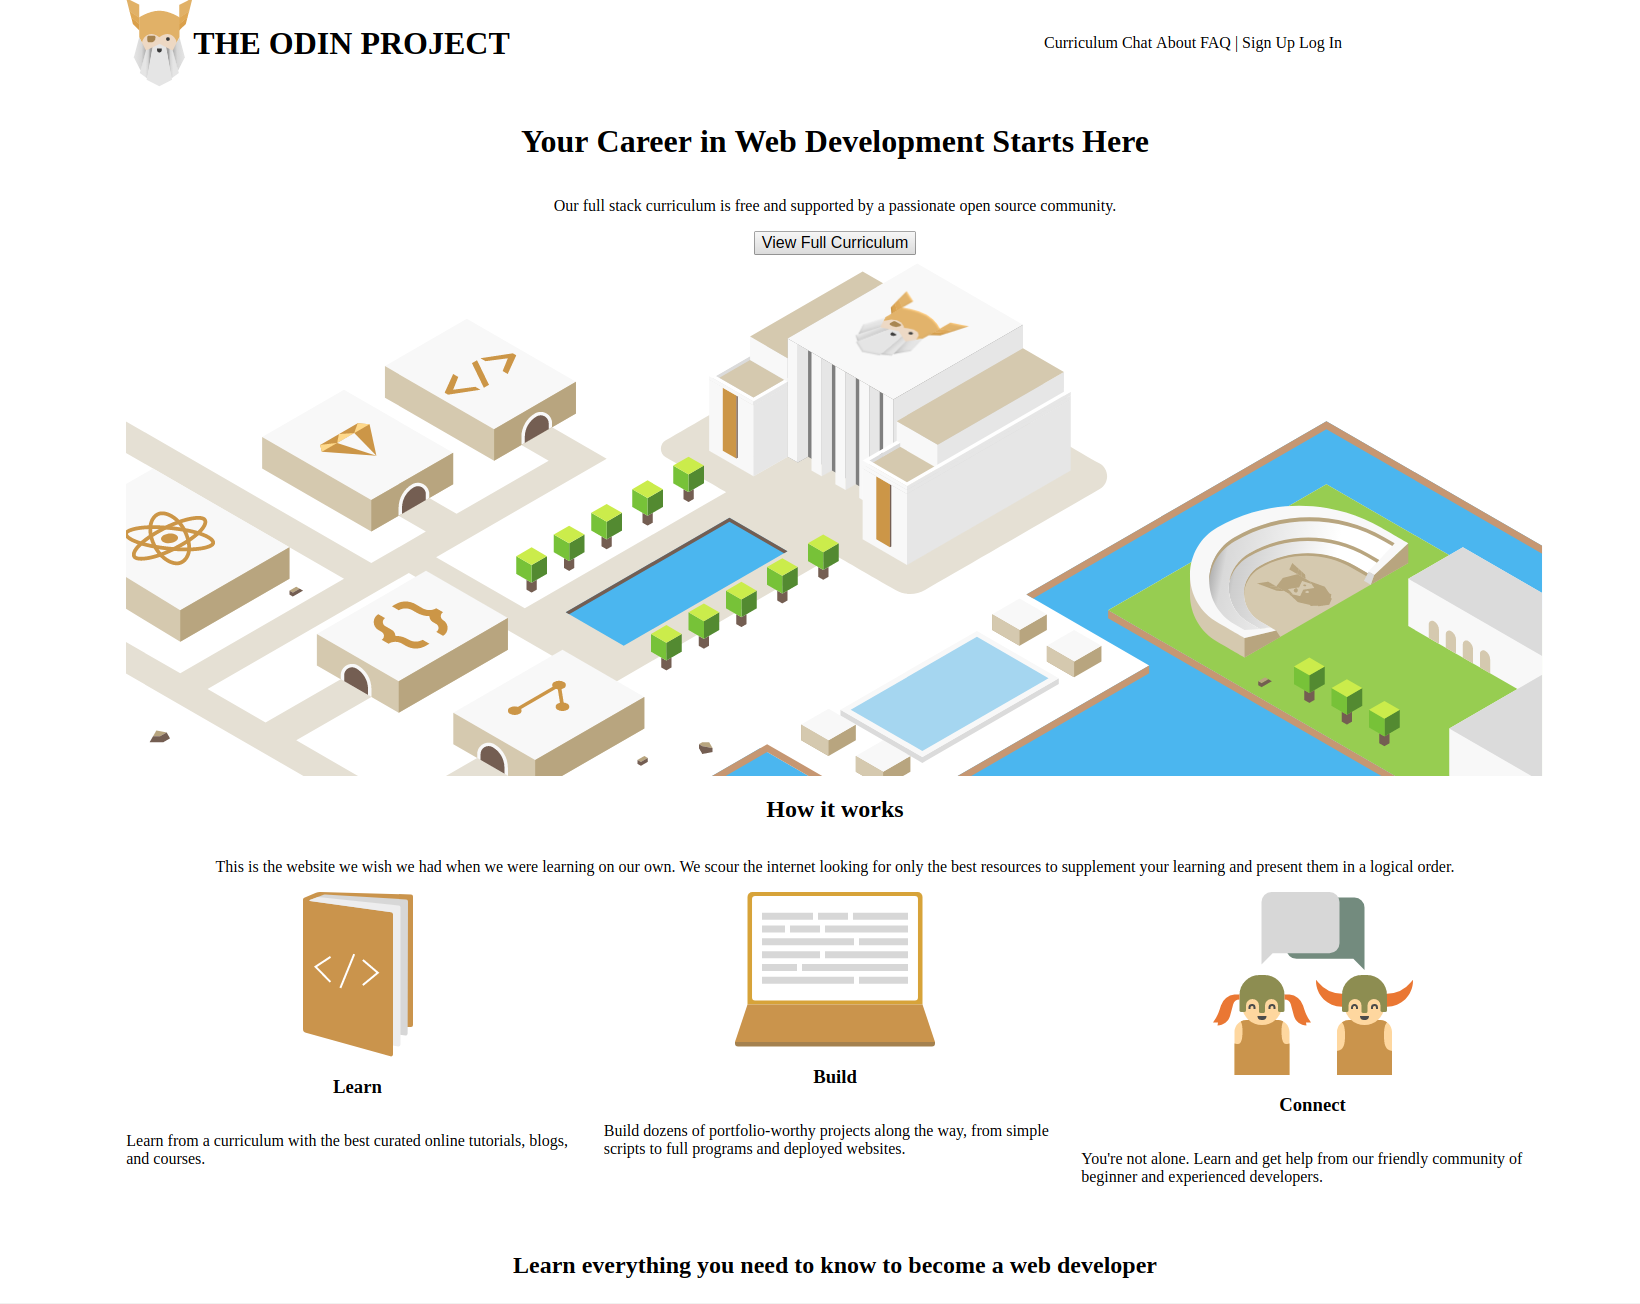 THE ODIN PROJECT
Curriculum Chat About FAQ | Sign Up Log In
Your Career in Web Development Starts Here
Our full stack curriculum is free and supported by a passionate open source community.
View Full Curriculum
</>
How it works
This is the website we wish we had when we were learning on our own. We scour the internet looking for only the best resources to supplement your learning and present them in a logical order.
</>
Learn
Learn from a curriculum with the best curated online tutorials, blogs,
and courses.
Build
Build dozens of portfolio-worthy projects along the way, from simple
scripts to full programs and deployed websites.
Connect
You're not alone. Learn and get help from our friendly community of
beginner and experienced developers.
Learn everything you need to know to become a web developer